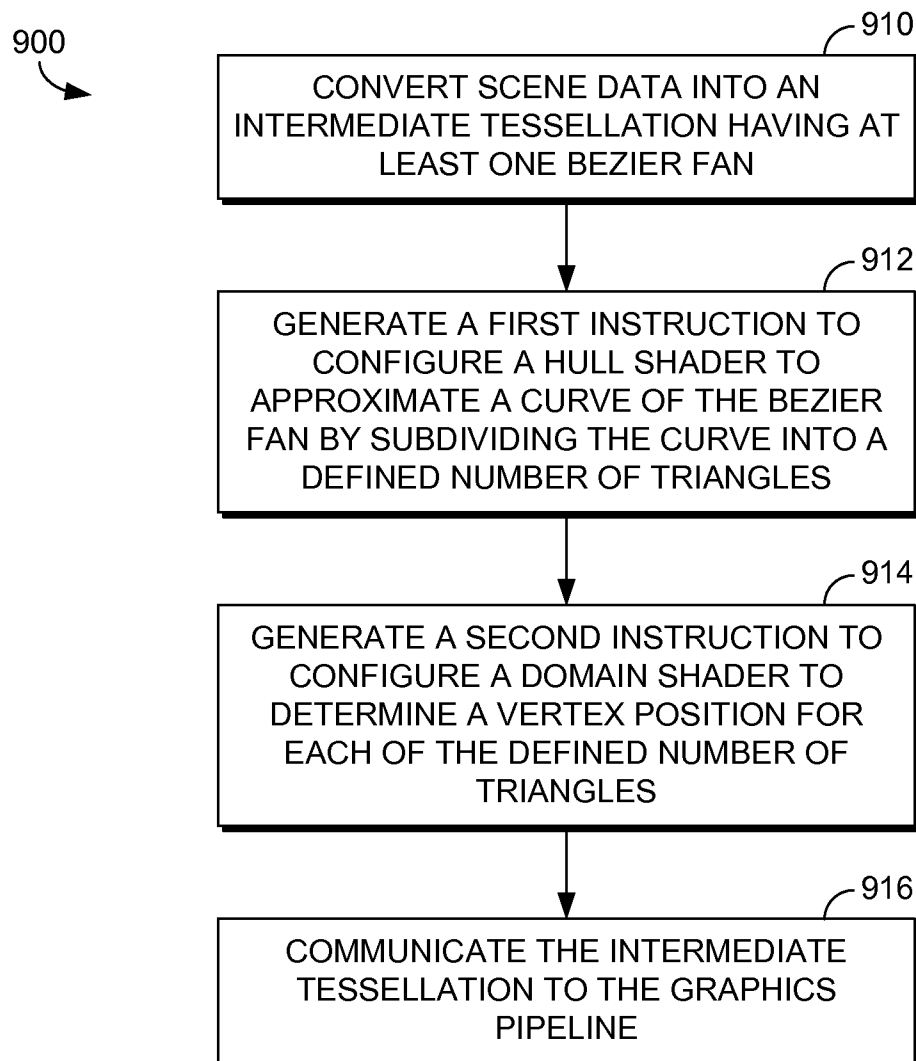 900
910
CONVERT SCENE DATA INTO AN
INTERMEDIATE TESSELLATION HAVING AT
LEAST ONE BEZIER FAN
912
GENERATE A FIRST INSTRUCTION TO
CONFIGURE A HULL SHADER TO
APPROXIMATE A CURVE OF THE BEZIER
FAN BY SUBDIVIDING THE CURVE INTO A
DEFINED NUMBER OF TRIANGLES
914
GENERATE A SECOND INSTRUCTION TO
CONFIGURE A DOMAIN SHADER TO
DETERMINE A VERTEX POSITION FOR
EACH OF THE DEFINED NUMBER OF
TRIANGLES
916
COMMUNICATE THE INTERMEDIATE
TESSELLATION TO THE GRAPHICS
PIPELINE